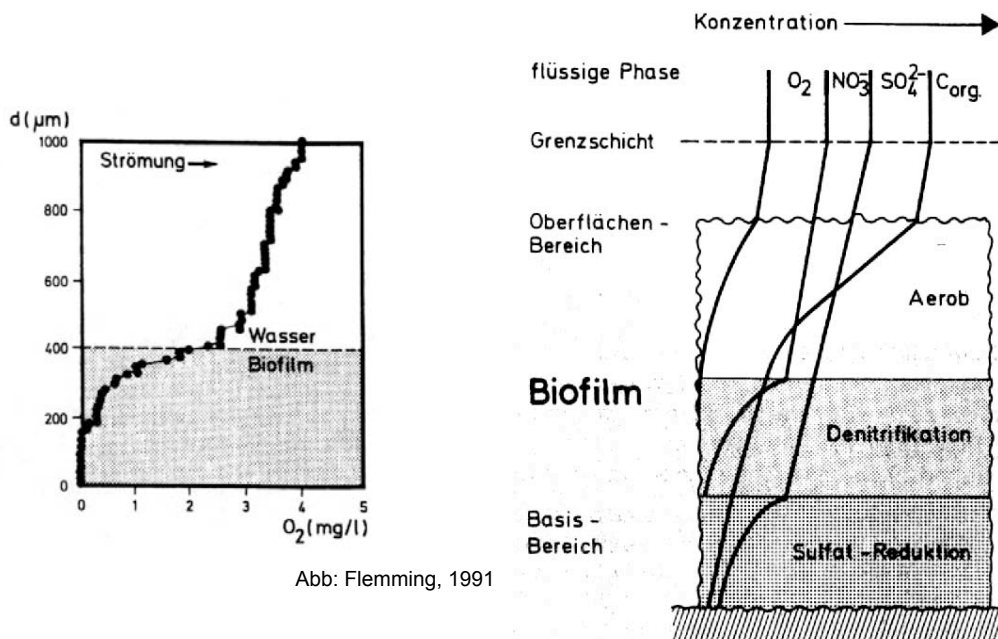 d (µm)
1000
800
600
400
200
0
Strömung →
Wasser
Biofilm
0 1 2 3 4 5
O₂ (mg/l)
Abb: Flemming, 1991
Konzentration →
flüssige Phase
O₂ NO₃⁻ SO₄²⁻ C org.
Grenzschicht
Oberflächen -
Bereich
Aerob
Biofilm
Denitrifikation
Basis -
Bereich
Sulfat - Reduktion